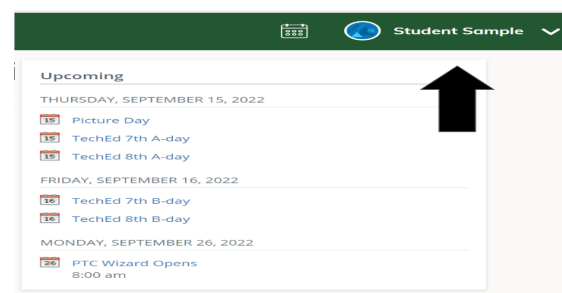 Student Sample
Upcoming
THURSDAY, SEPTEMBER 15, 2022
15 Picture Day
15 TechEd 7th A-day
15 TechEd 8th A-day
FRIDAY, SEPTEMBER 16, 2022
16 TechEd 7th B-day
16 TechEd 8th B-day
MONDAY, SEPTEMBER 26, 2022
26 PTC Wizard Opens
8:00 am